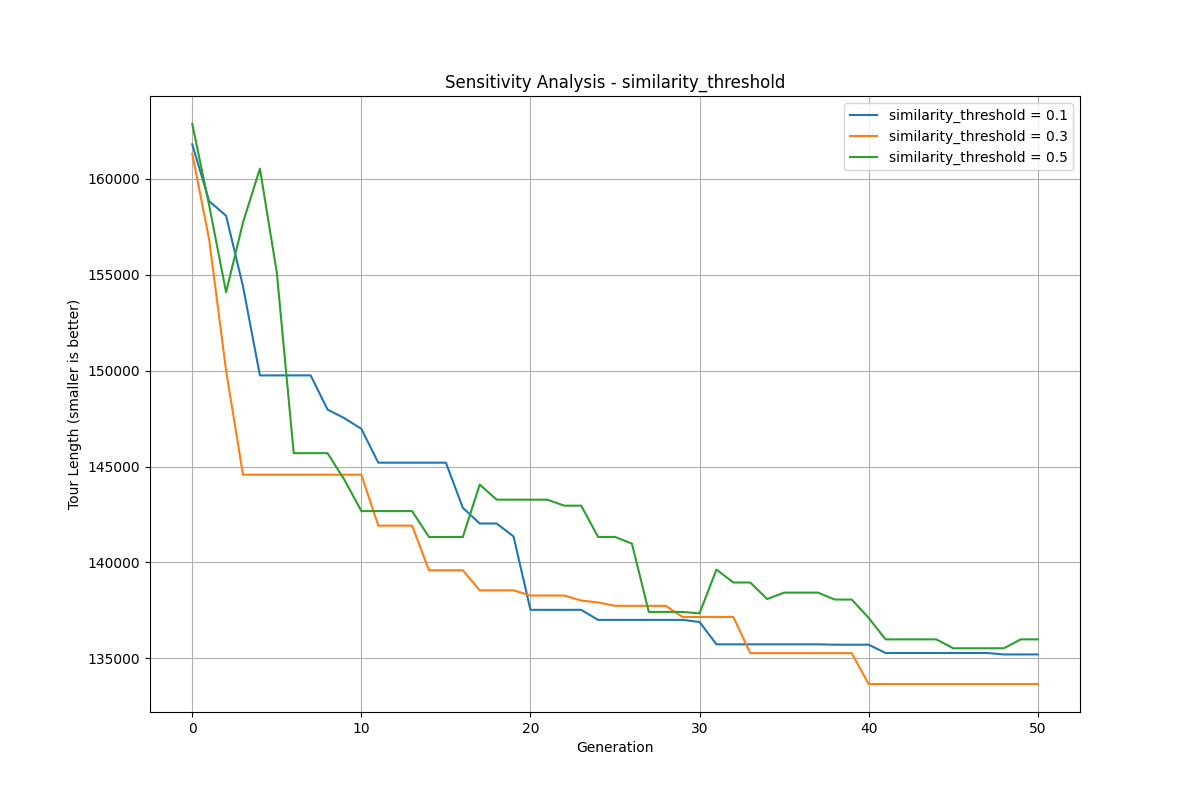 Sensitivity Analysis - similarity_threshold
similarity_threshold = 0.1
similarity_threshold = 0.3
similarity_threshold = 0.5
Tour Length (smaller is better)
160000
155000
150000
145000
140000
135000
0 10 20 30 40 50
Generation